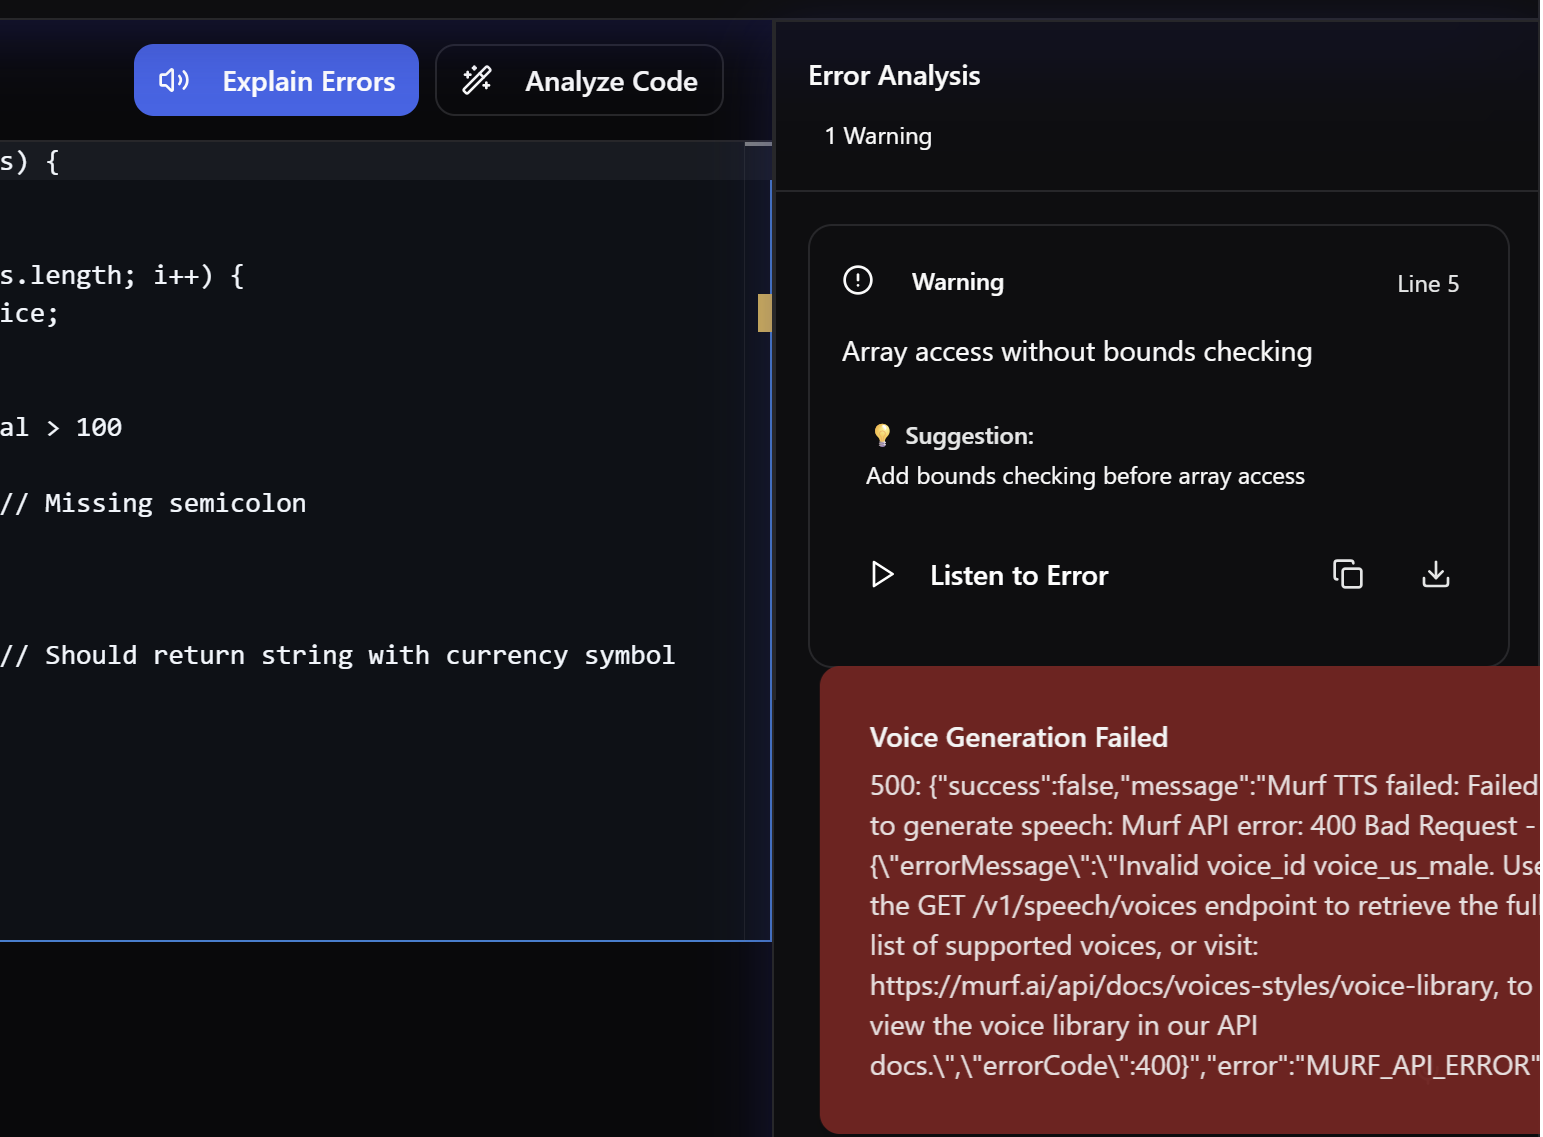 Explain Errors
Analyze Code
s) {
s.length; i++) {
ice;
al > 100
// Missing semicolon
// Should return string with currency symbol
Error Analysis
1 Warning
Warning
Line 5
Array access without bounds checking
Suggestion:
Add bounds checking before array access
Listen to Error
Voice Generation Failed
500: {"success":false,"message":"Murf TTS failed: Failed
to generate speech: Murf API error: 400 Bad Request -
{\"errorMessage\":\"Invalid voice_id voice_us_male. Use
the GET /v1/speech/voices endpoint to retrieve the full
list of supported voices, or visit:
https://murf.ai/api/docs/voices-styles/voice-library, to
view the voice library in our API
docs.\",\"errorCode\":400}","error":"MURF_API_ERROR"